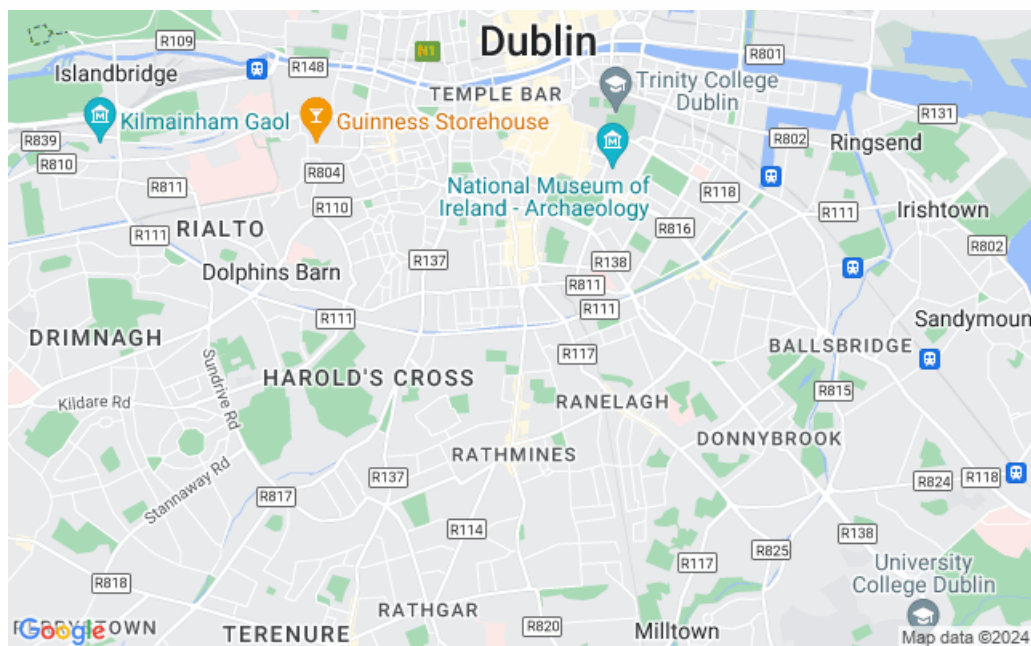 Dublin
R109
N1
R801
Islandbridge
R148
TEMPLE BAR
Trinity College
Dublin
Kilmainham Gaol
Guinness Storehouse
R131
R839
R802
Ringsend
R810
R804
National Museum of
Ireland - Archaeology
R811
R118
R110
R111
Irishtown
R816
RIALTO
R111
R802
R137
R138
Dolphins Barn
R811
R111
R111
Sandymoun
DRIMNAGH
BALLSBRIDGE
R117
Sundrive Rd
HAROLD'S CROSS
R815
Kildare Rd
RANELAGH
DONNYBROOK
RATHMINES
Stannaway Rd
R137
R118
R824
R817
R114
R138
R825
R117
University
College Dublin
R818
RATHGAR
R820
TERENURE
Milltown
Google
Map data ©2024